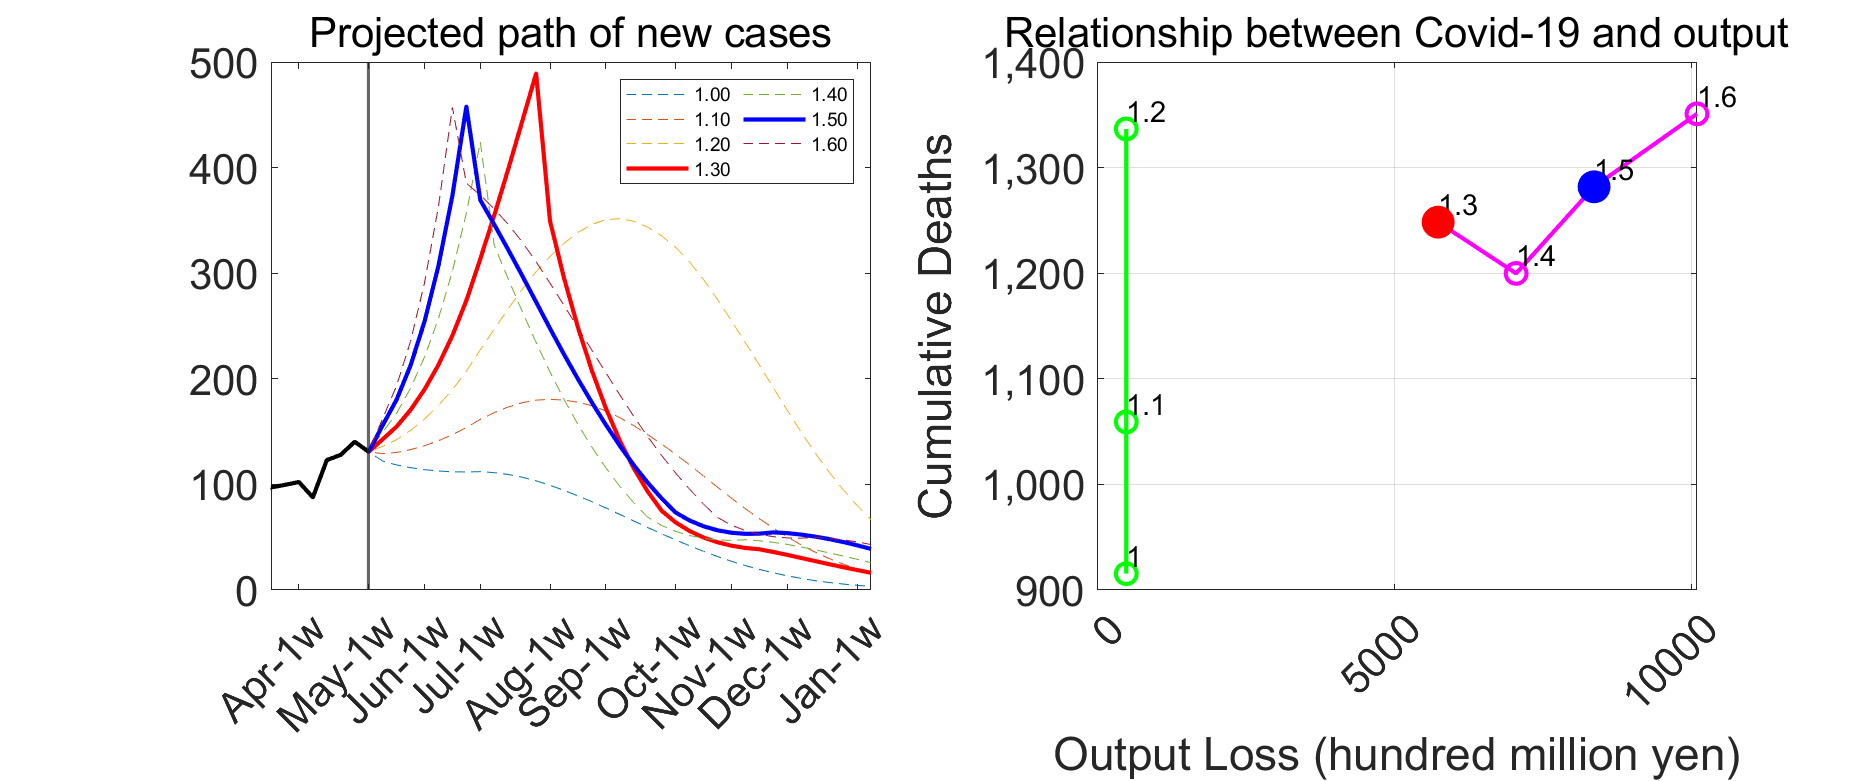 Projected path of new cases
500
400
300
200
100
0
1.00
1.10
1.20
1.30
1.40
1.50
1.60
Apr-1w
May-1w
Jun-1w
Jul-1w
Aug-1w
Sep-1w
Oct-1w
Nov-1w
Dec-1w
Jan-1w
Relationship between Covid-19 and output
Cumulative Deaths
1,400
1,300
1,200
1,100
1,000
900
1.2
1.1
1
1.3
1.4
1.5
1.6
0
5000
10000
Output Loss (hundred million yen)